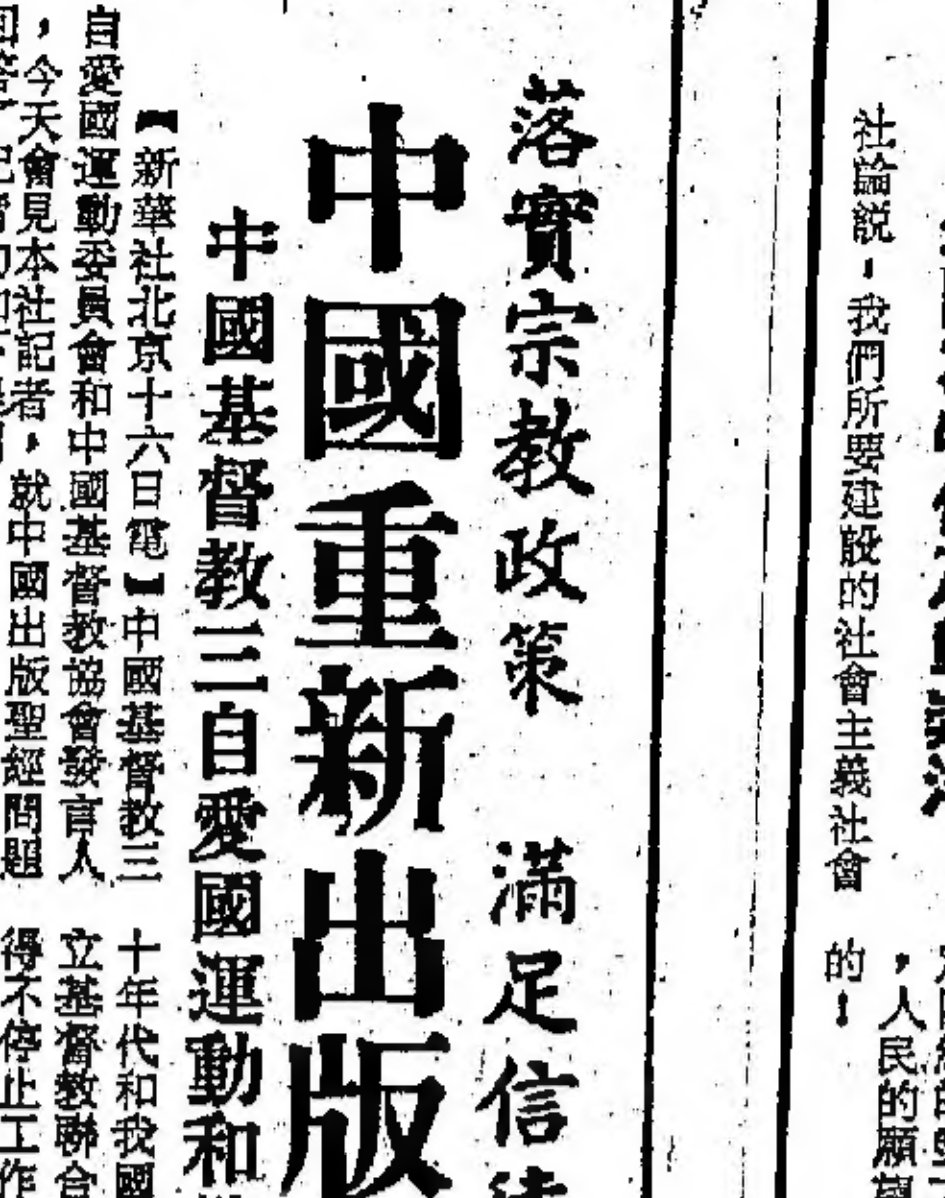 ，人民的願望
社論説，我們所要建設的社會主義社會
的！
落實宗教政策 滿足信徒
中國重新出版
中國基督教三自愛國運動和
【新華社北京十六日電】中國基督教三
自愛國運動委員會和中國基督教協會發言人
，今天會見本社記者，就中國出版聖經問題
十年代和我國
立基督教聯合
得不停止工作